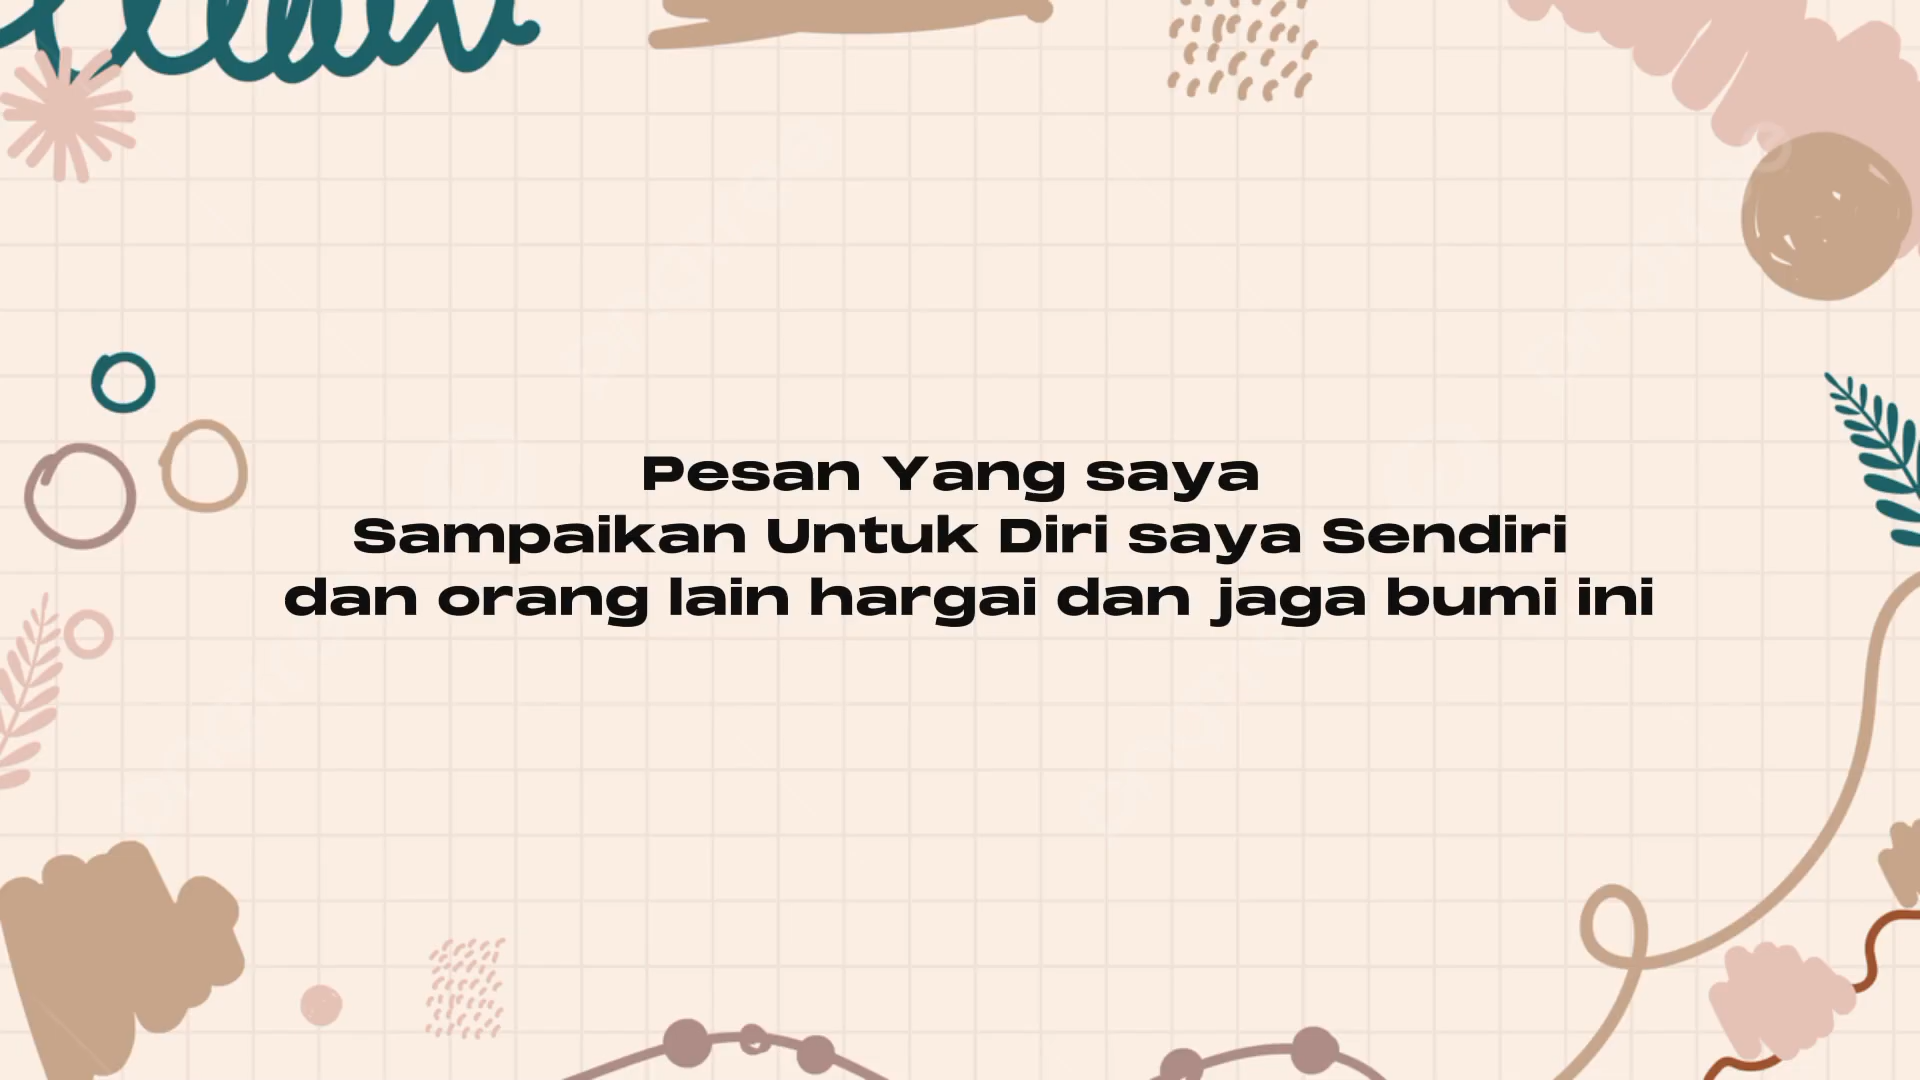 Pesan Yang saya
Sampaikan Untuk Diri saya Sendiri
dan orang lain hargai dan jaga bumi ini